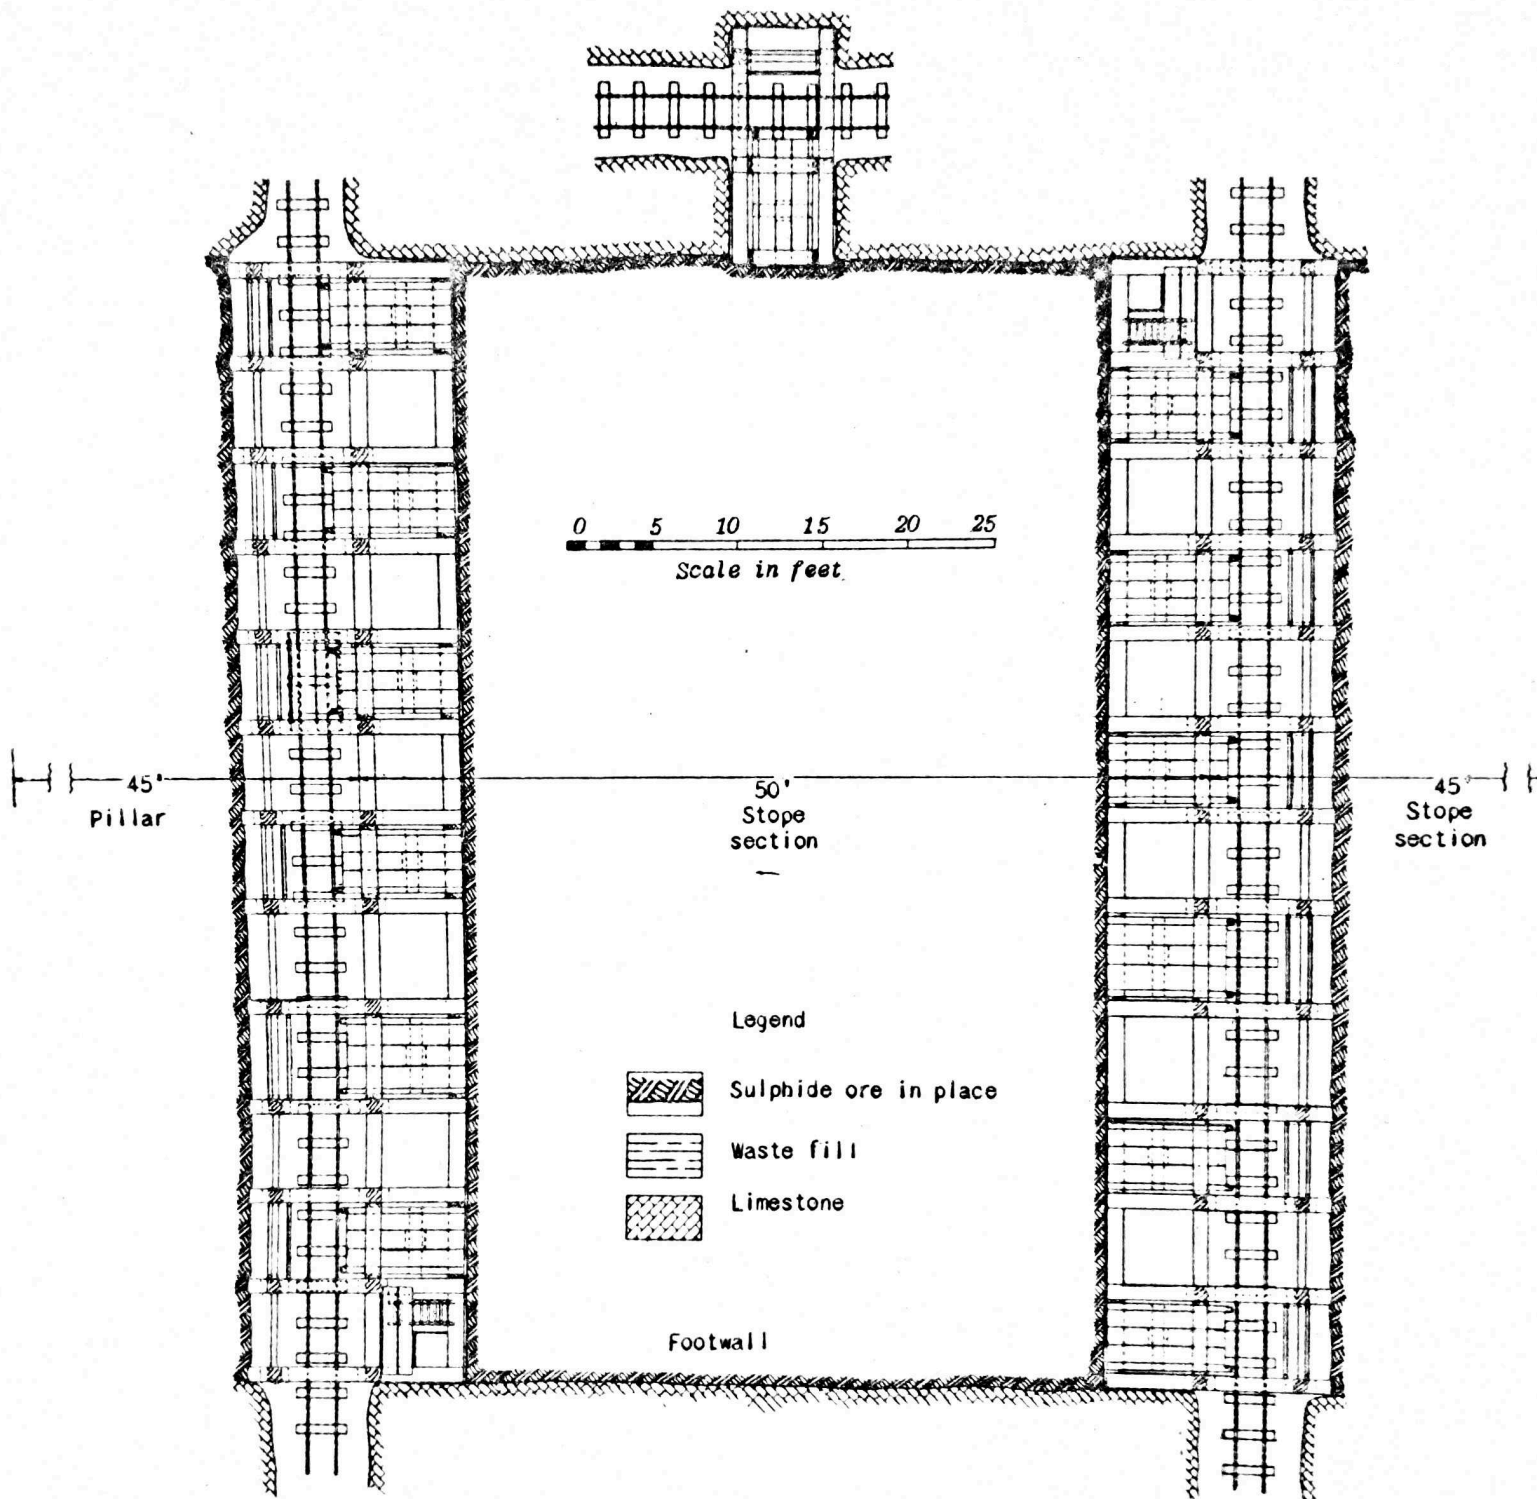 0 5 10 15 20 25
Scale in feet
45'
Pillar
50'
Stope
section
45'
Stope
section
Legend
Sulphide ore in place
Waste fill
Limestone
Footwall